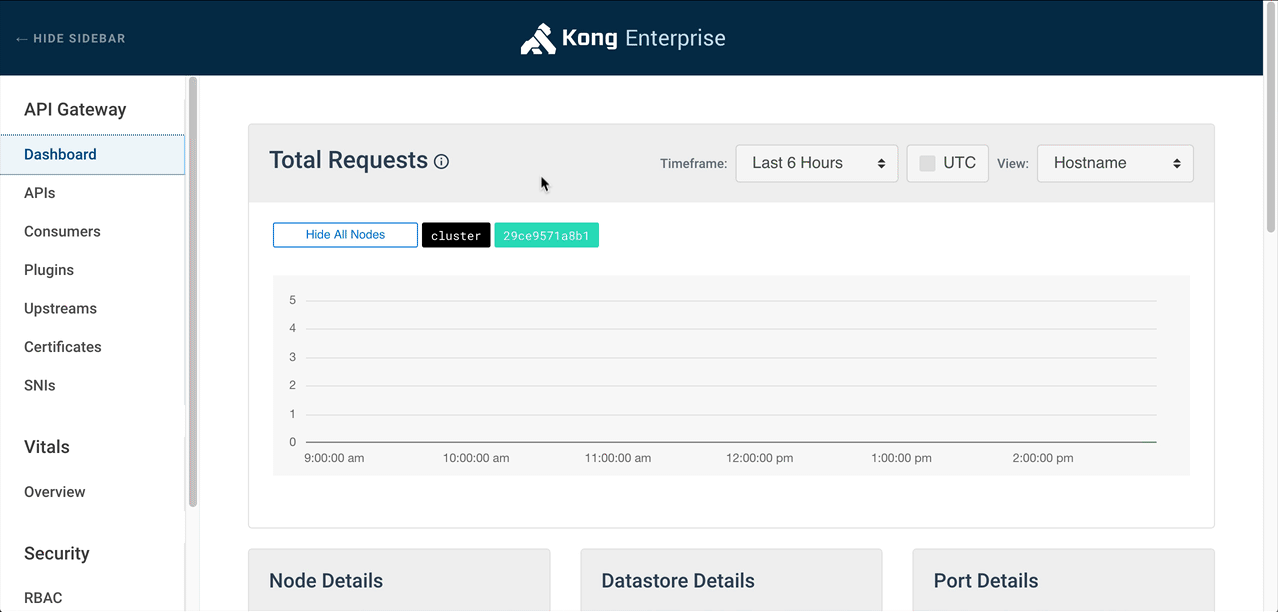 ← HIDE SIDEBAR
Kong Enterprise
API Gateway
Dashboard
APIs
Consumers
Plugins
Upstreams
Certificates
SNIs
Vitals
Overview
Security
RBAC
Total Requests
Timeframe: Last 6 Hours UTC View: Hostname
Hide All Nodes cluster 29ce9571a8b1
5
4
3
2
1
0
9:00:00 am 10:00:00 am 11:00:00 am 12:00:00 pm 1:00:00 pm 2:00:00 pm
Node Details Datastore Details Port Details